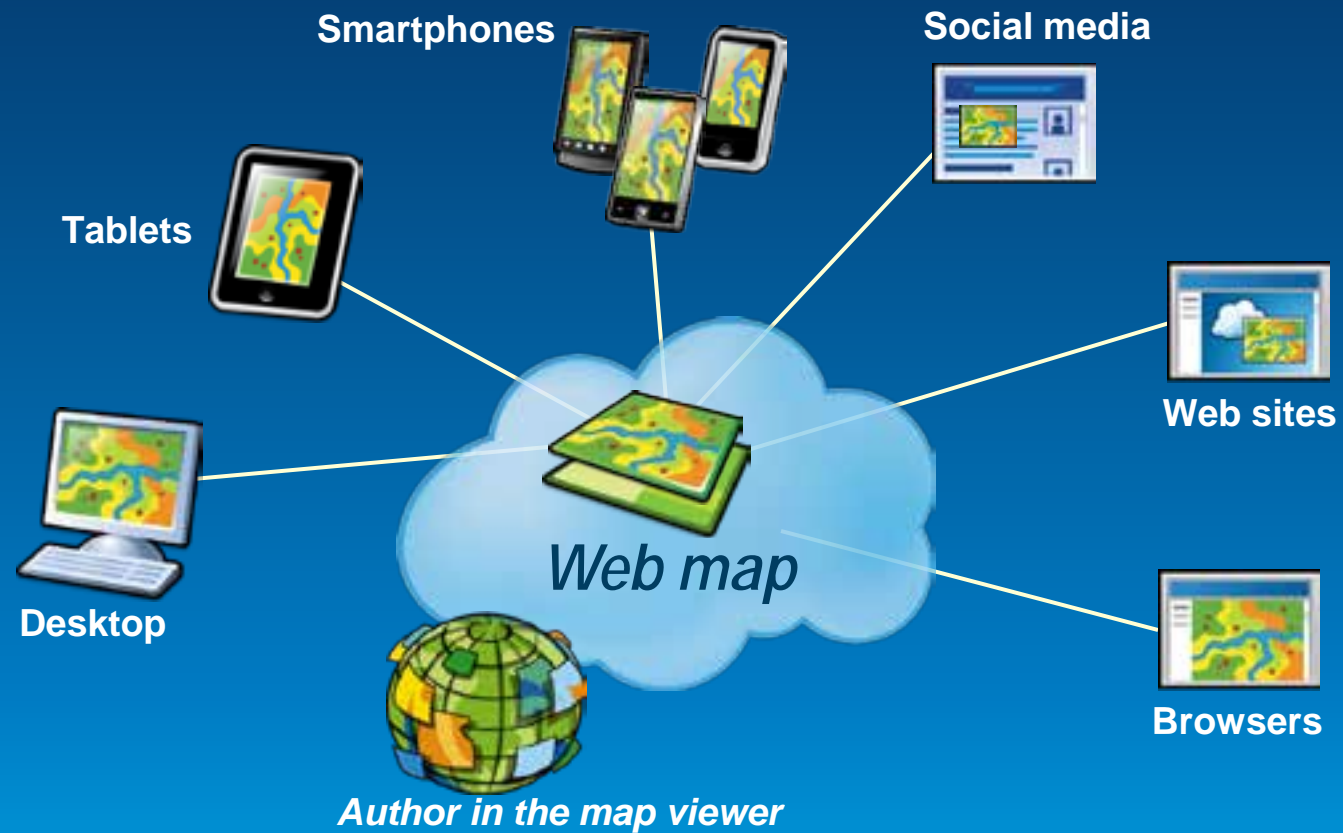 Smartphones
Social media
Tablets
Web sites
Web map
Desktop
Browsers
Author in the map viewer